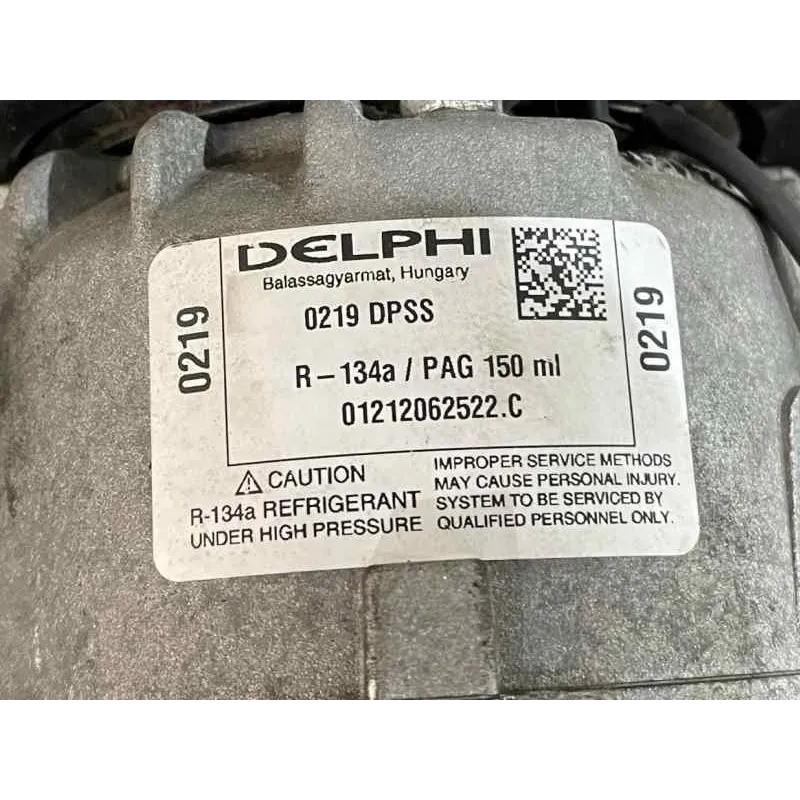 DELPHI
Balassagyarmat, Hungary
0219 DPSS
R-134a / PAG 150 ml
01212062522.C
0219
0219
CAUTION
R-134a REFRIGERANT
UNDER HIGH PRESSURE
IMPROPER SERVICE METHODS
MAY CAUSE PERSONAL INJURY.
SYSTEM TO BE SERVICED BY
QUALIFIED PERSONNEL ONLY.